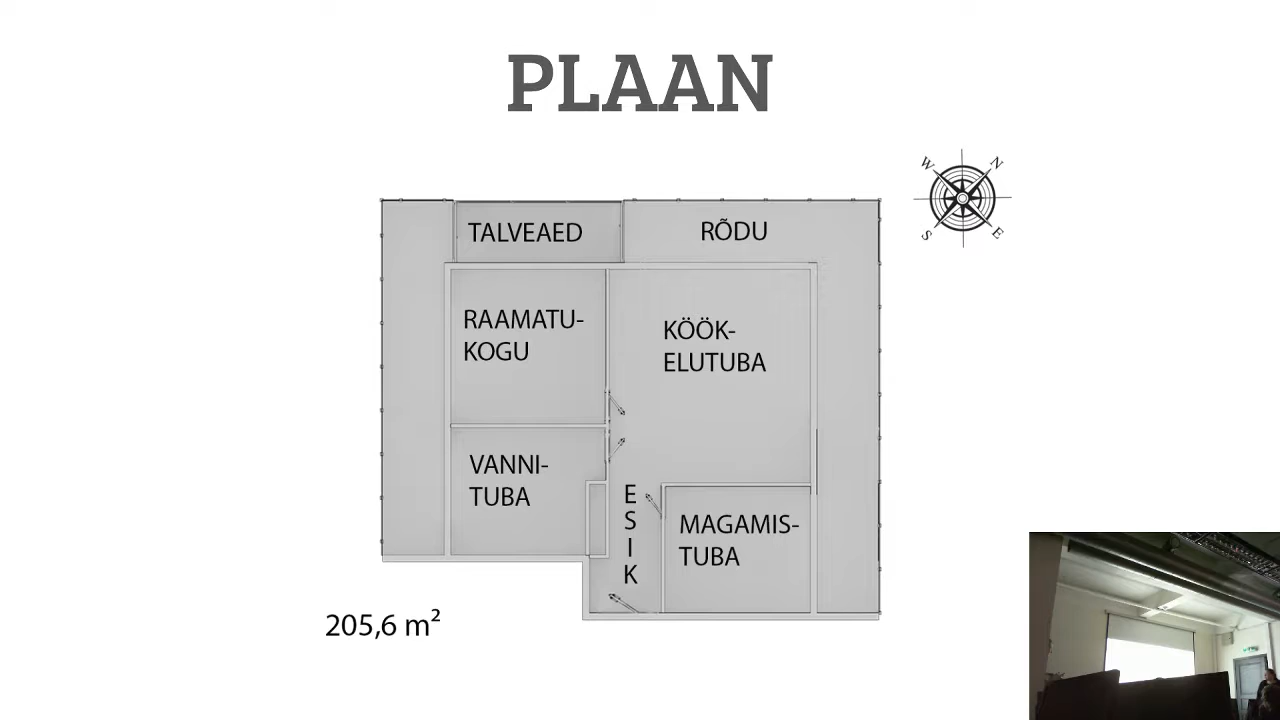 PLAAN
W N
S E
TALVEAED
RÕDU
RAAMATU-
KOGU
KÖÖK-
ELUTUBA
VANNI-
TUBA
E
S
I
K
MAGAMIS-
TUBA
205,6 m²